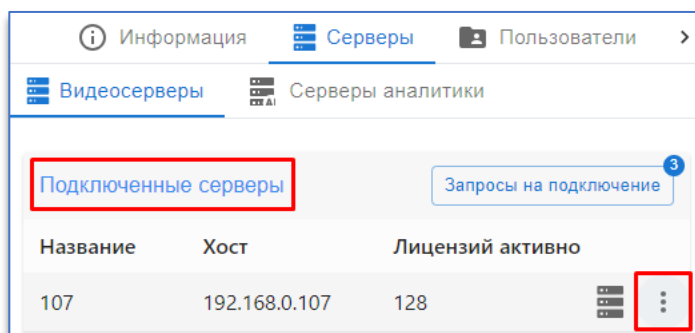 Информация Серверы Пользователи
Видеосерверы Серверы аналитики
Подключенные серверы Запросы на подключение 3
Название Хост Лицензий активно
107 192.168.0.107 128